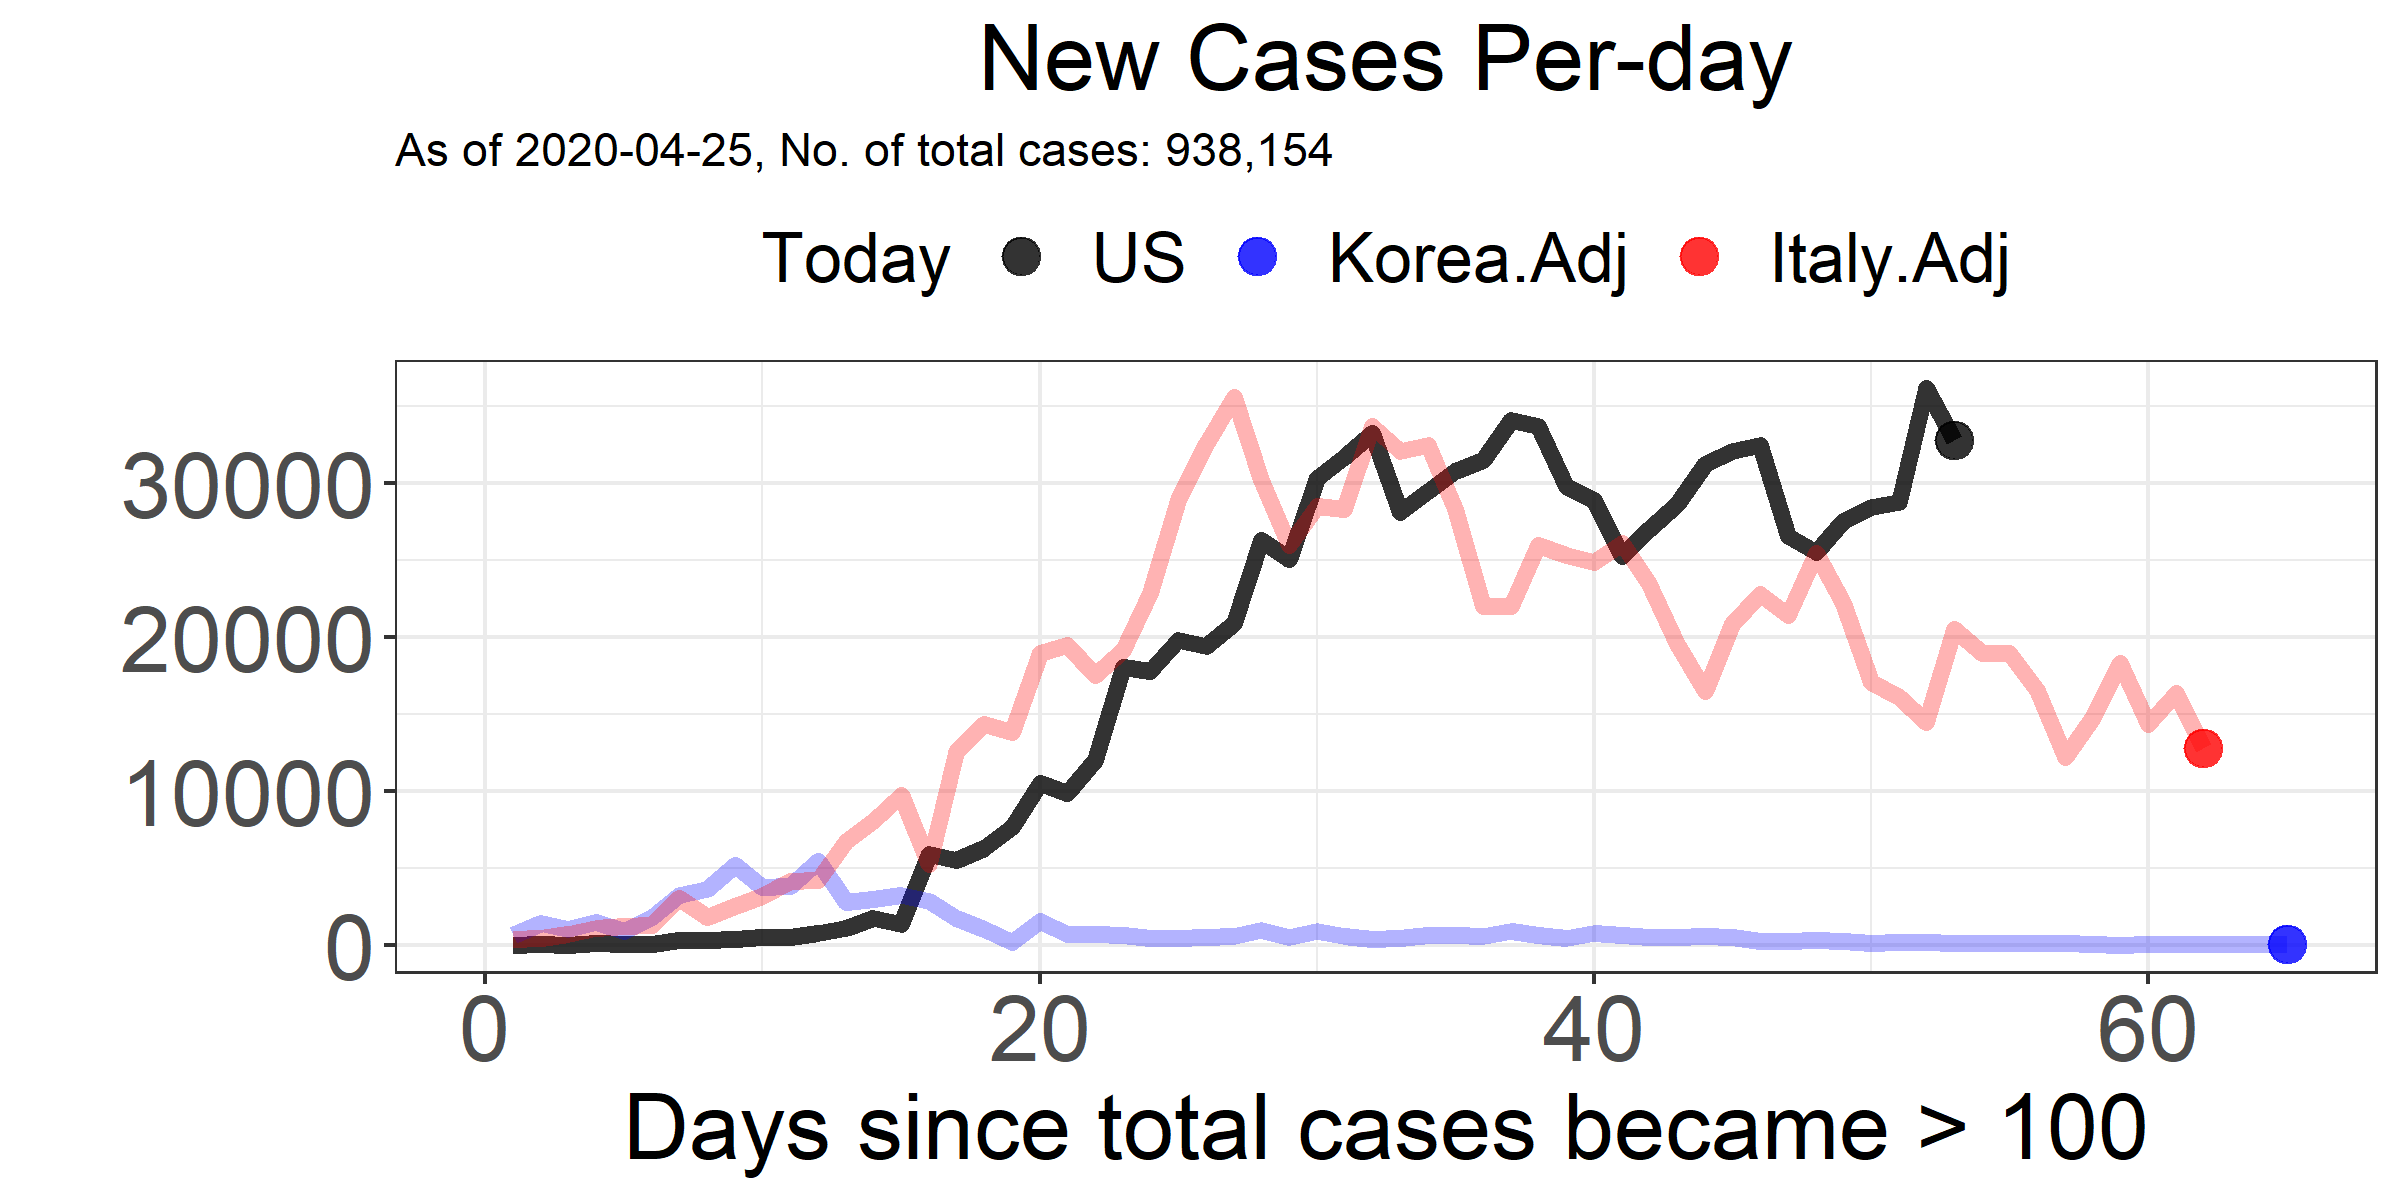 New Cases Per-day
As of 2020-04-25, No. of total cases: 938,154
Today US Korea.Adj Italy.Adj
30000
20000
10000
0
0 20 40 60
Days since total cases became > 100